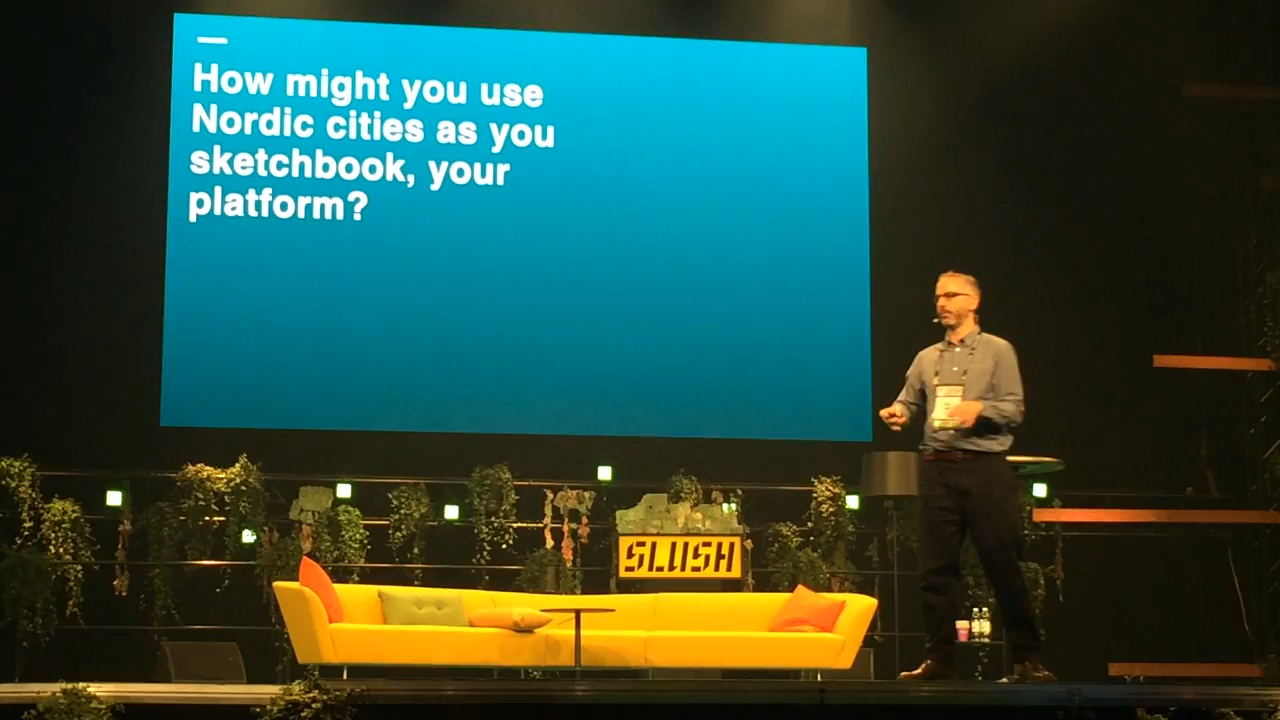 How might you use
Nordic cities as you
sketchbook, your
platform?
SLUSH